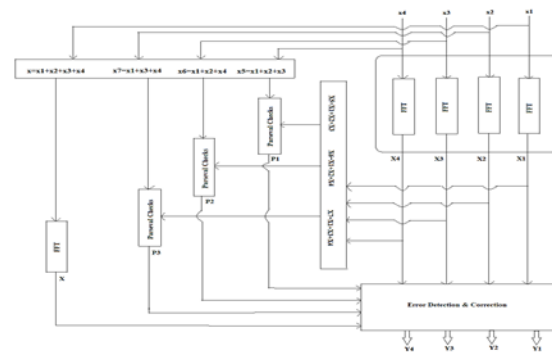 x4 x3 x2 x1
x=x1+x2+x3+x4 x7=x1+x3+x4 x6=x1+x2+x4 x5=x1+x2+x3
FFT FFT FFT FFT
Parseval Checks
P1
X4 X3 X2 X1
Parseval Checks
P2
Parseval Checks
P3
FFT
X
Error Detection & Correction
Y4 Y3 Y2 Y1